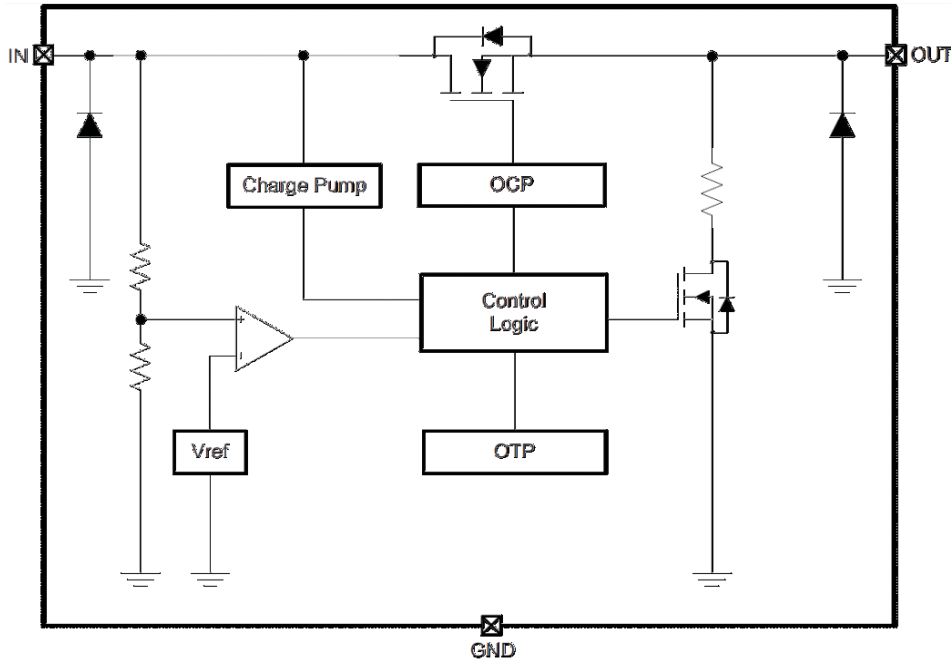 IN
OUT
Charge Pump
OCP
Control
Logic
+
-
Vref
OTP
GND